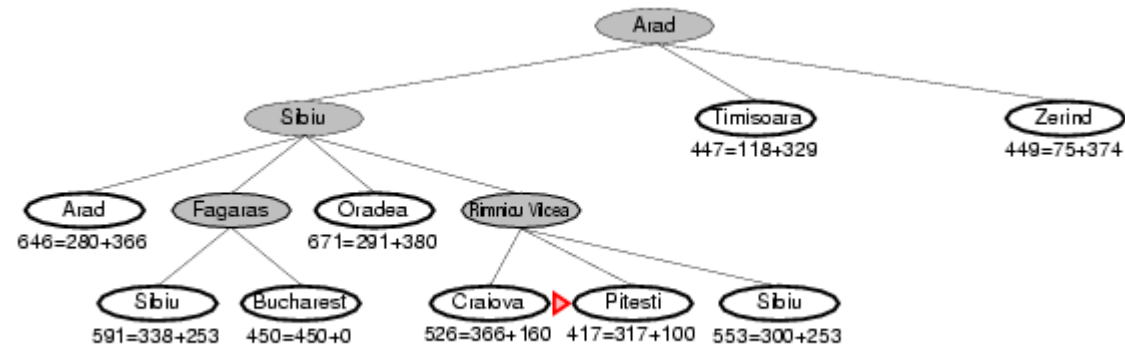 Arad
Sibiu
Timisoara
Zerind
447=118+329
449=75+374
Arad
Fagaras
Oradea
Rimnicu Vilcea
646=280+366
671=291+380
Sibiu
Bucharest
Craiova
Pitesti
Sibiu
591=338+253
450=450+0
526=366+160
417=317+100
553=300+253